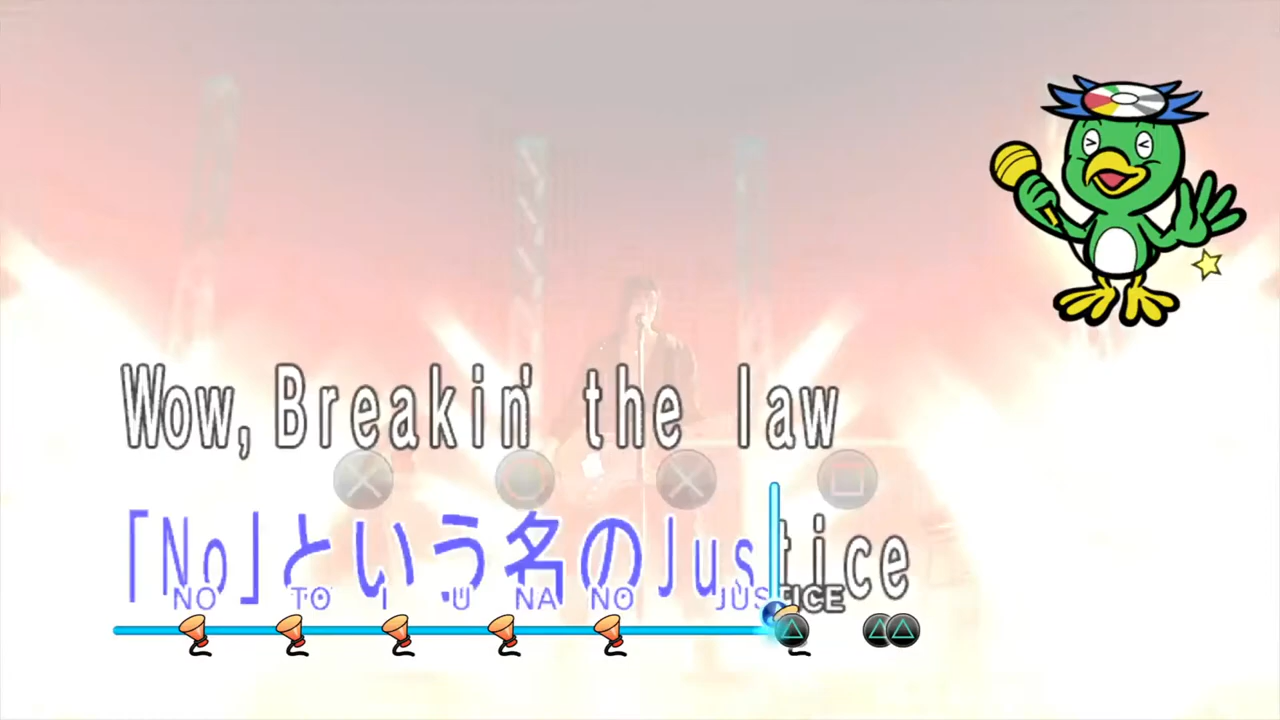 Wow, Breakin' the law
「No」という名のJustice
NO TO I U NA NO JUSTICE